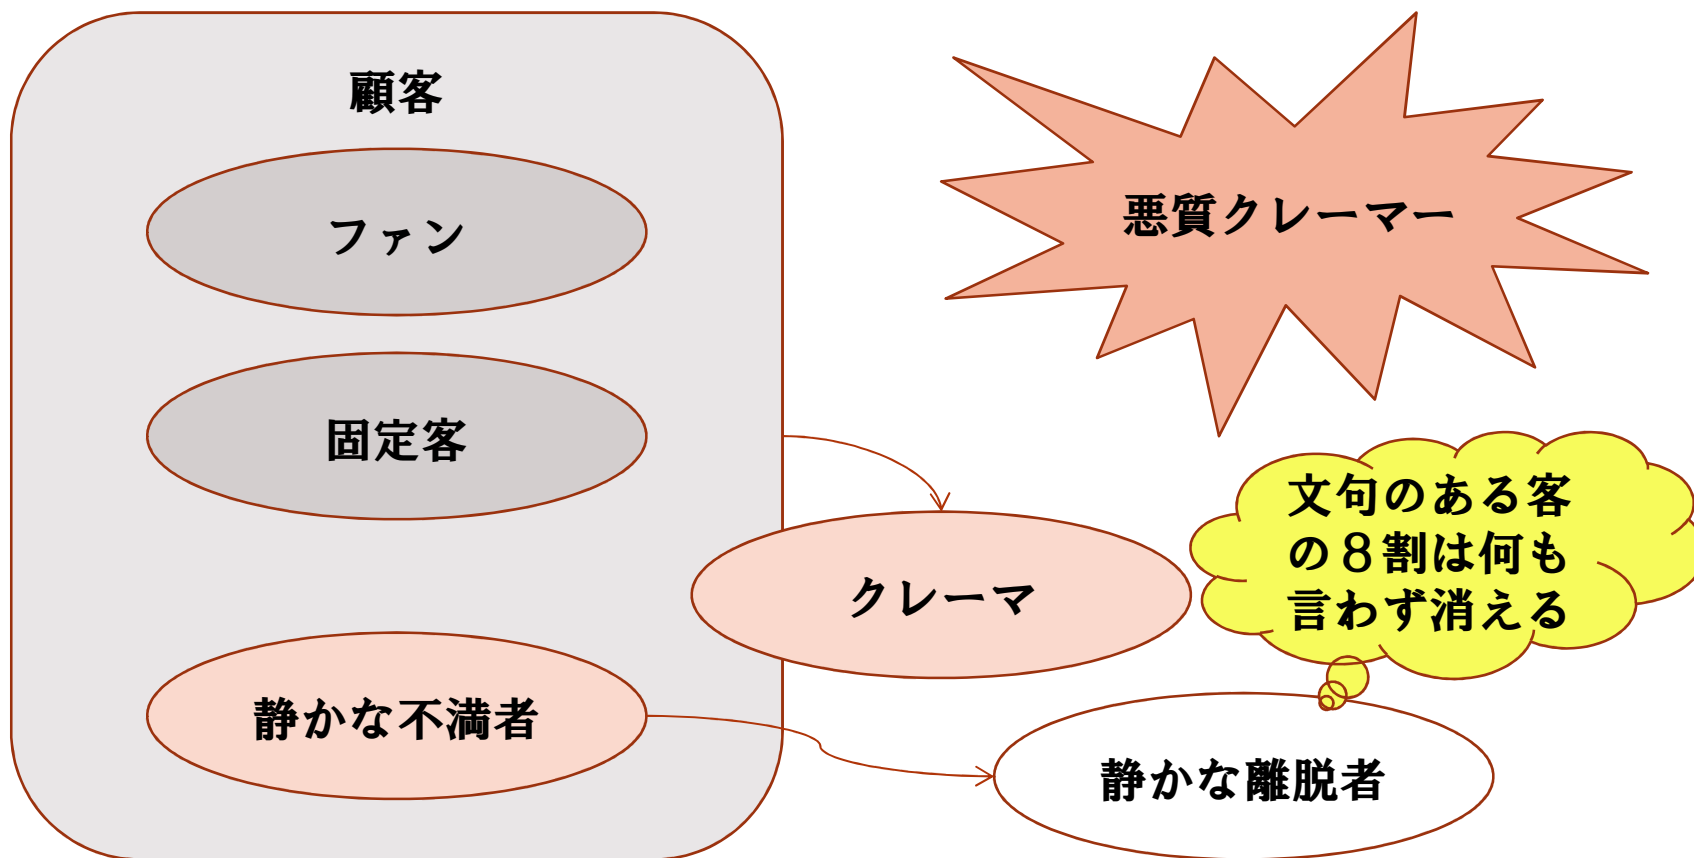 顧客
ファン
固定客
静かな不満者
悪質クレーマー
クレーマ
文句のある客
の８割は何も
言わず消える
静かな離脱者